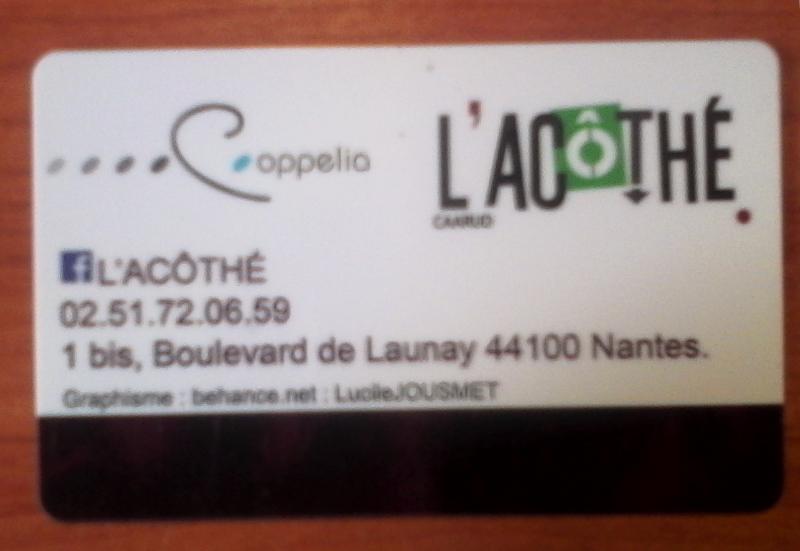 Coppelia
L'ACÔTHÉ.
CAARUD
L'ACÔTHÉ
02.51.72.06.59
1 bis, Boulevard de Launay 44100 Nantes.
Graphisme : behance.net : LucileJOUSMET